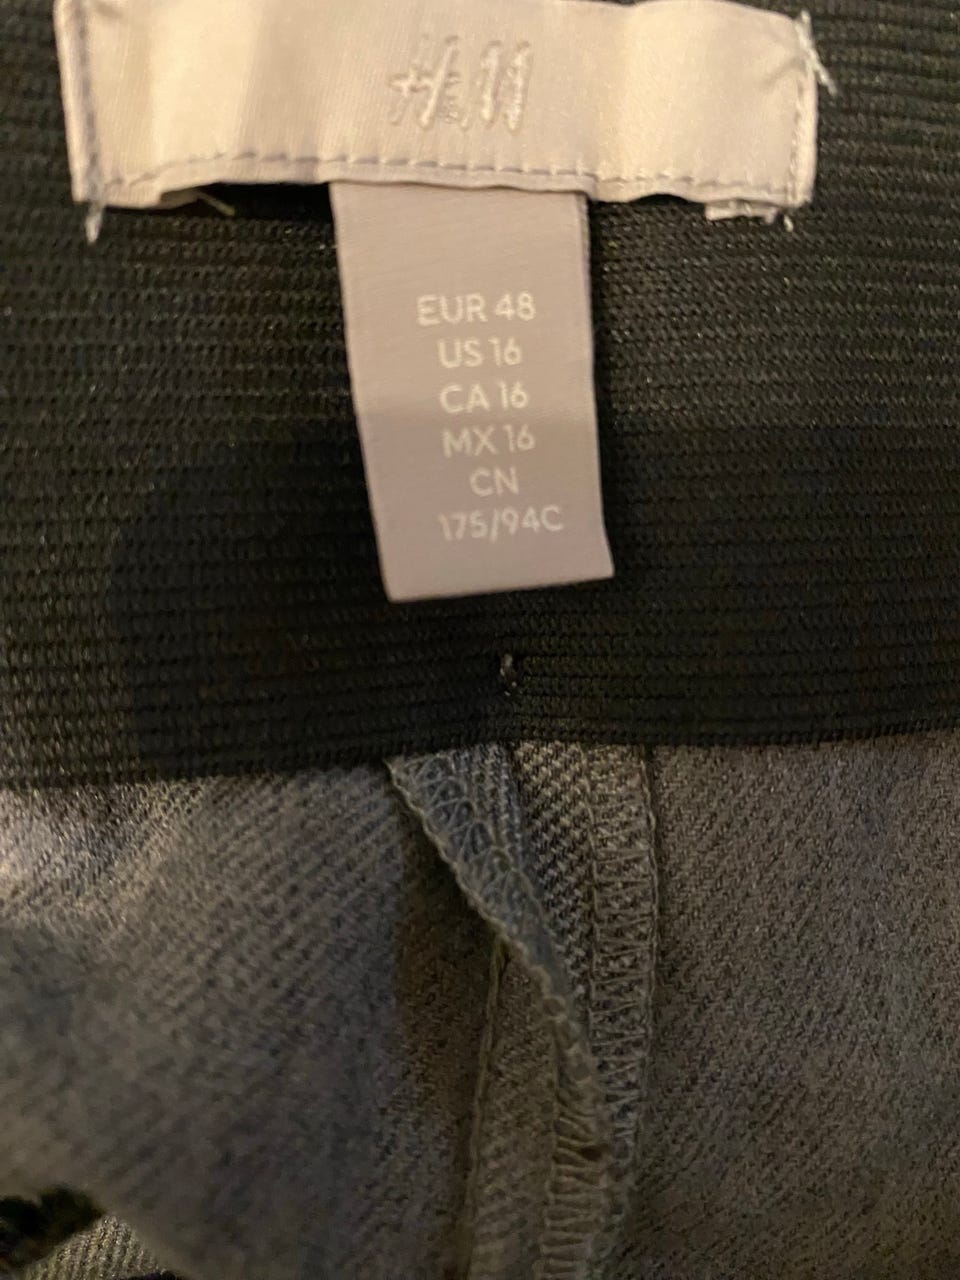 H&M
EUR 48
US 16
CA 16
MX 16
CN
175/94C